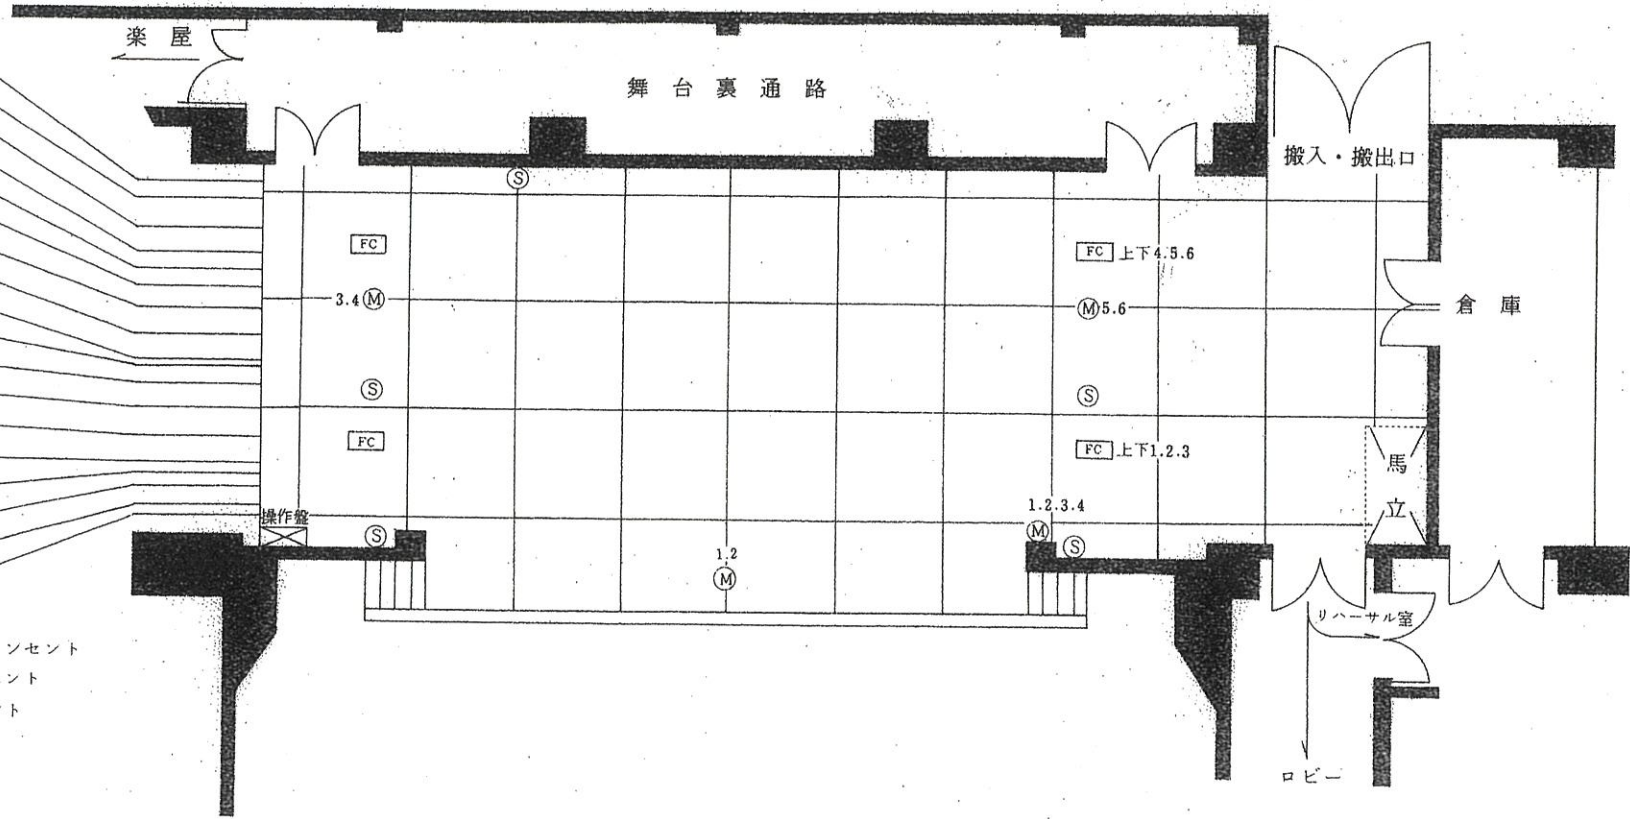 楽屋
舞台裏通路
搬入・搬出口
FC
FC 上下4.5.6
S
3.4 M
M 5.6
倉庫
S
S
FC
FC 上下1.2.3
馬立
操作盤
S
1.2
M
1.2.3.4
M
S
リハーサル室
ロビー
ンセント
ント
ト